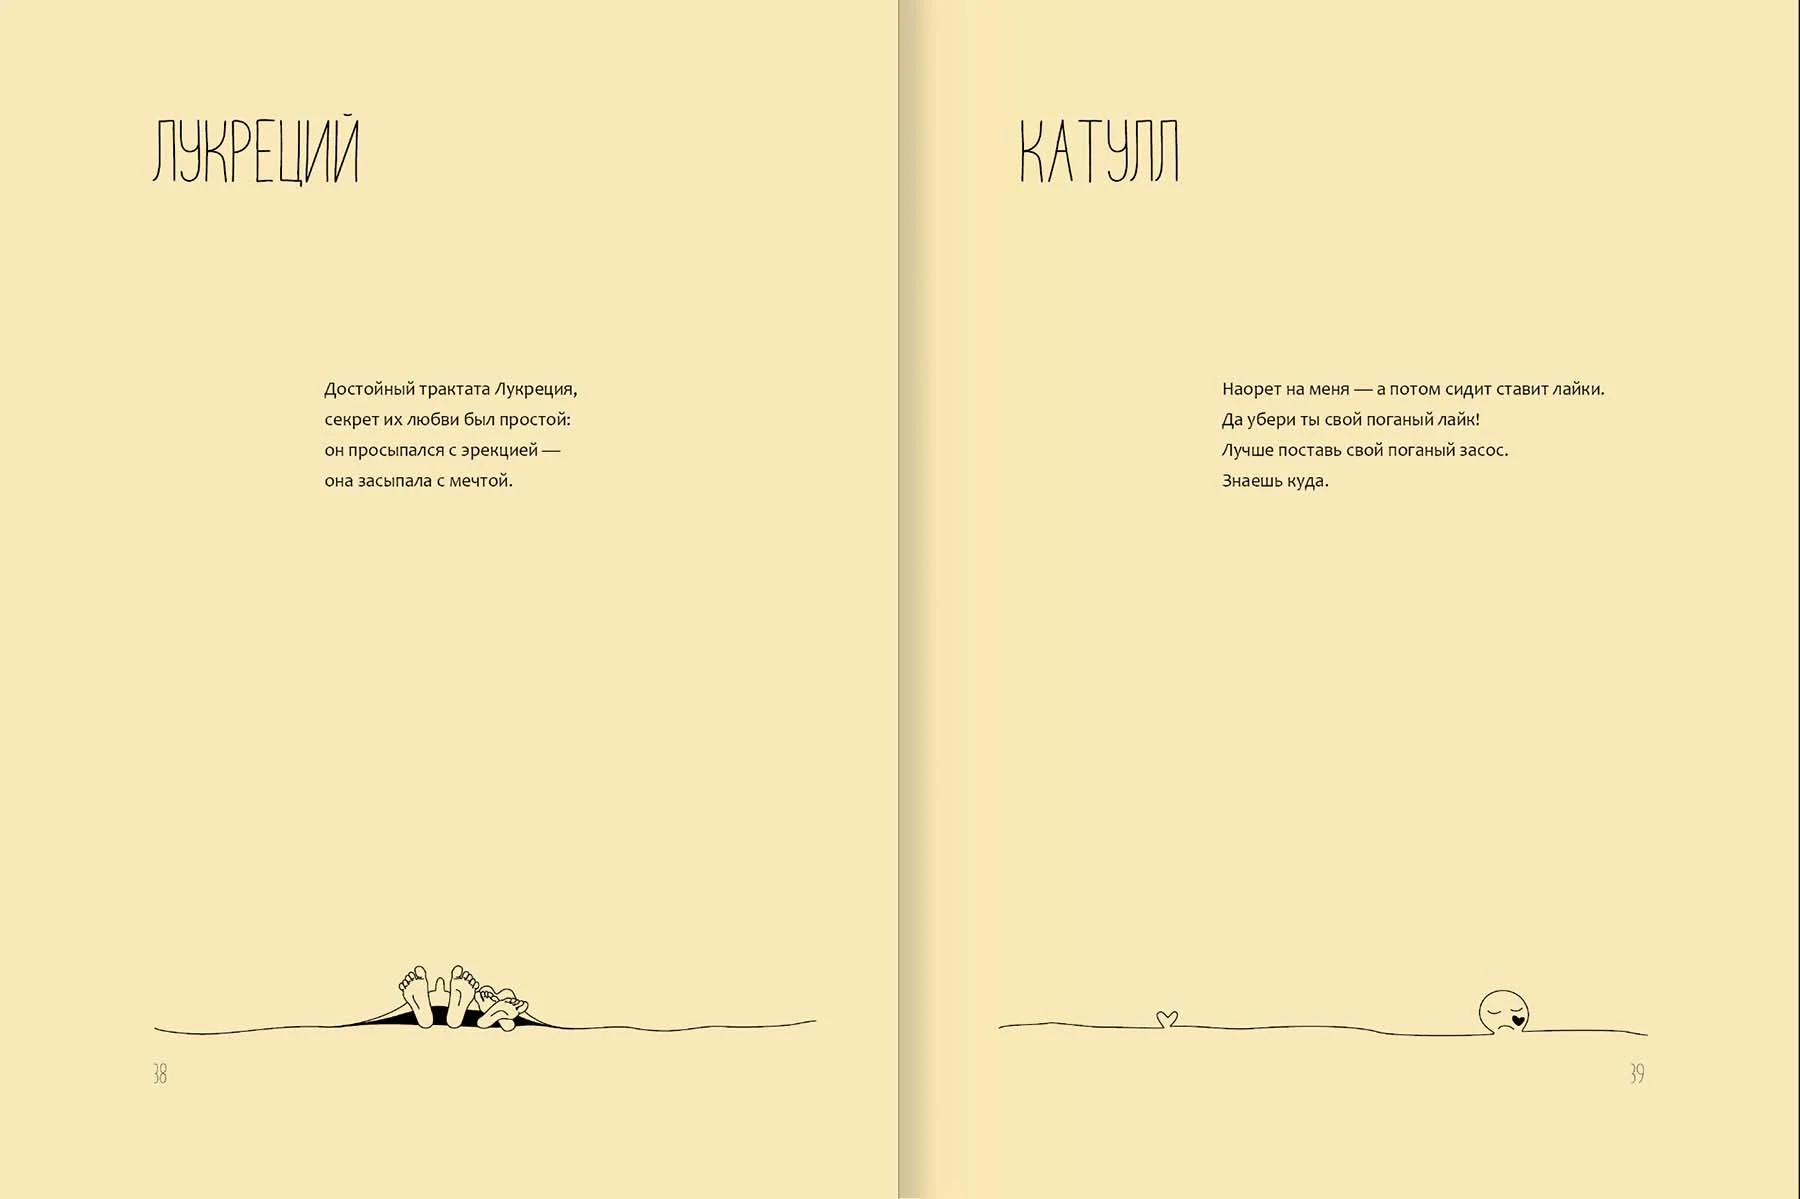 ЛУКРЕЦИЙ
Достойный трактата Лукреция,
секрет их любви был простой:
он просыпался с эрекцией —
она засыпала с мечтой.
38
КАТУЛЛ
Наорет на меня — а потом сидит ставит лайки.
Да убери ты свой поганый лайк!
Лучше поставь свой поганый засос.
Знаешь куда.
39